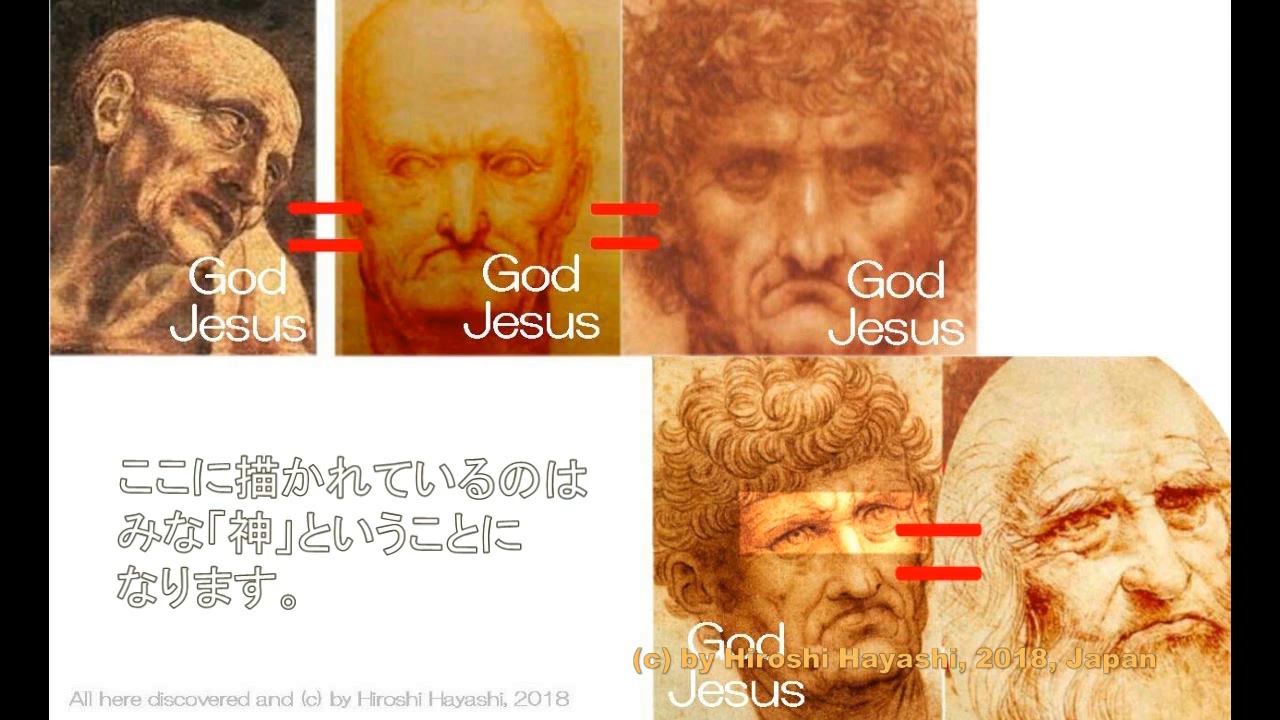 God
Jesus
God
Jesus
God
Jesus
ここに描かれているのは
みな「神」ということに
なります。
God
Jesus
(c) by Hiroshi Hayashi, 2018, Japan
All here discovered and (c) by Hiroshi Hayashi, 2018